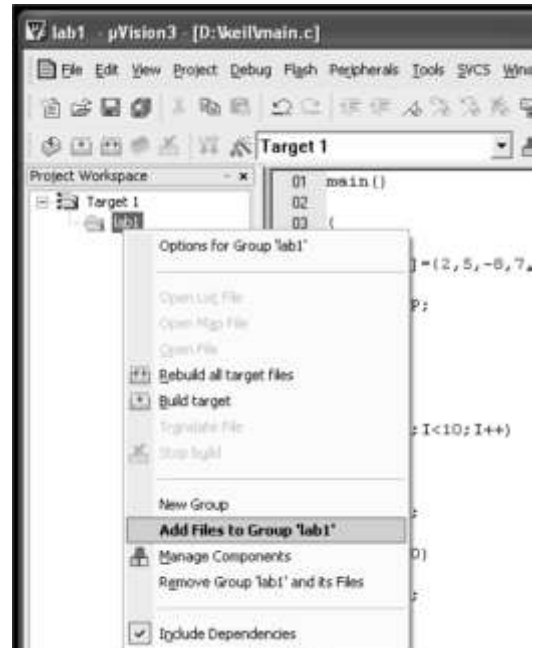 lab1 - µVision3 - [D:\keil\main.c]
File Edit View Project Debug Flash Peripherals Tools SVCS
Target 1
Project Workspace
Target 1
lab1
01 main()
02
03 {
]={2,5,-8,7,
;I<10;I++)
Options for Group 'lab1'
Open List File
Open Map File
Open File
Rebuild all target files
Build target
Translate File
Stop build
New Group
Add Files to Group 'lab1'
Manage Components
Remove Group 'lab1' and its Files
Include Dependencies